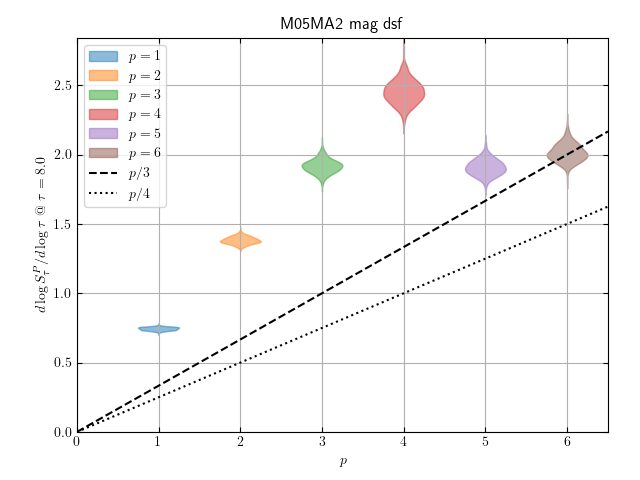 M05MA2 mag dsf
d log S_τ^P / d log τ @ τ = 8.0
2.5
2.0
1.5
1.0
0.5
0.0
p = 1
p = 2
p = 3
p = 4
p = 5
p = 6
p/3
p/4
0 1 2 3 4 5 6
p